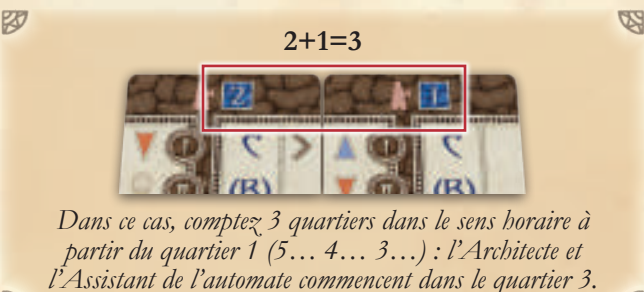 2+1=3
2 1
C C
(B) (B)
Dans ce cas, comptez 3 quartiers dans le sens horaire à
partir du quartier 1 (5… 4… 3…) : l’Architecte et
l’Assistant de l’automate commencent dans le quartier 3.